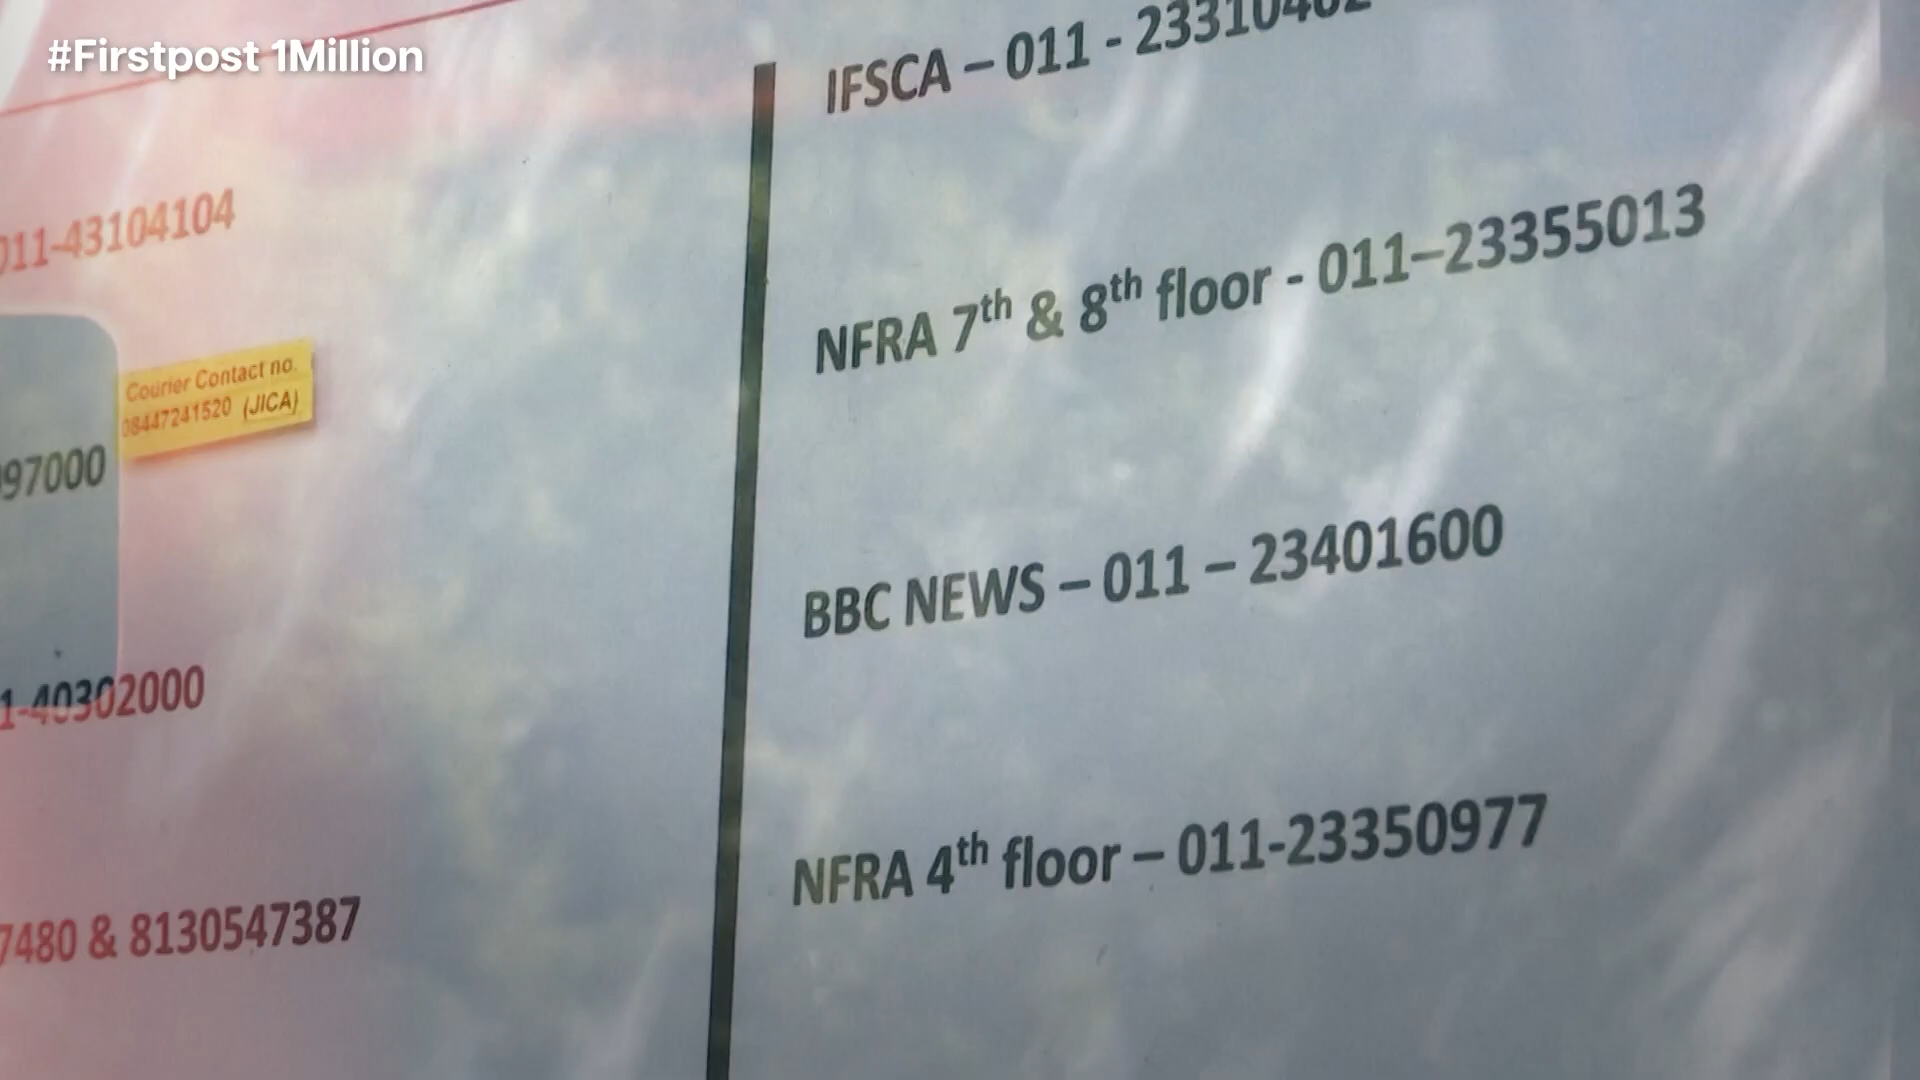 #Firstpost 1Million
011-43104104
Courier Contact no.
08447241520 (JICA)
97000
1-40302000
7480 & 8130547387
IFSCA – 011 - 23310482
NFRA 7th & 8th floor - 011–23355013
BBC NEWS – 011 – 23401600
NFRA 4th floor – 011-23350977